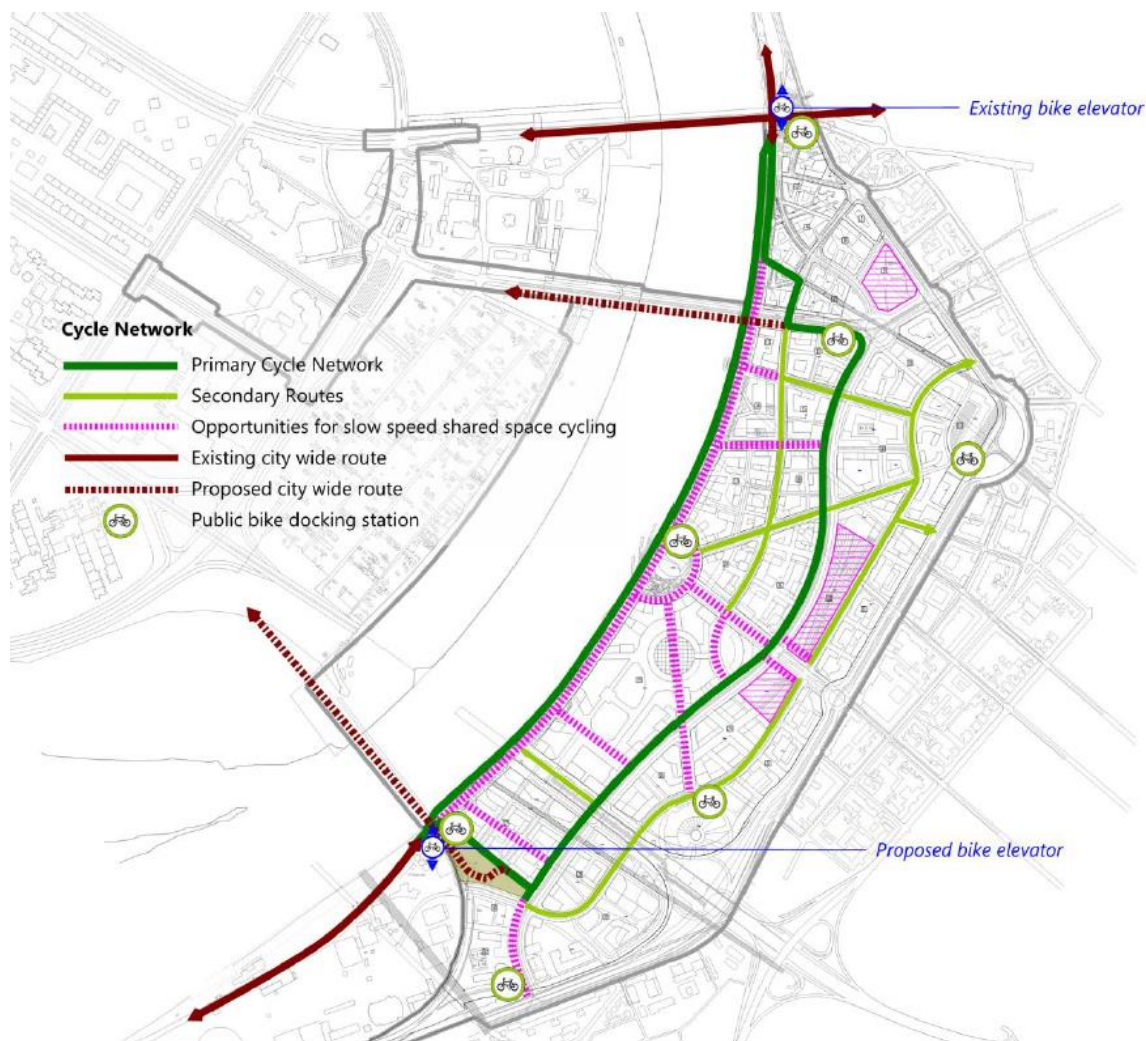 Existing bike elevator
Cycle Network
Primary Cycle Network
Secondary Routes
Opportunities for slow speed shared space cycling
Existing city wide route
Proposed city wide route
Public bike docking station
Proposed bike elevator